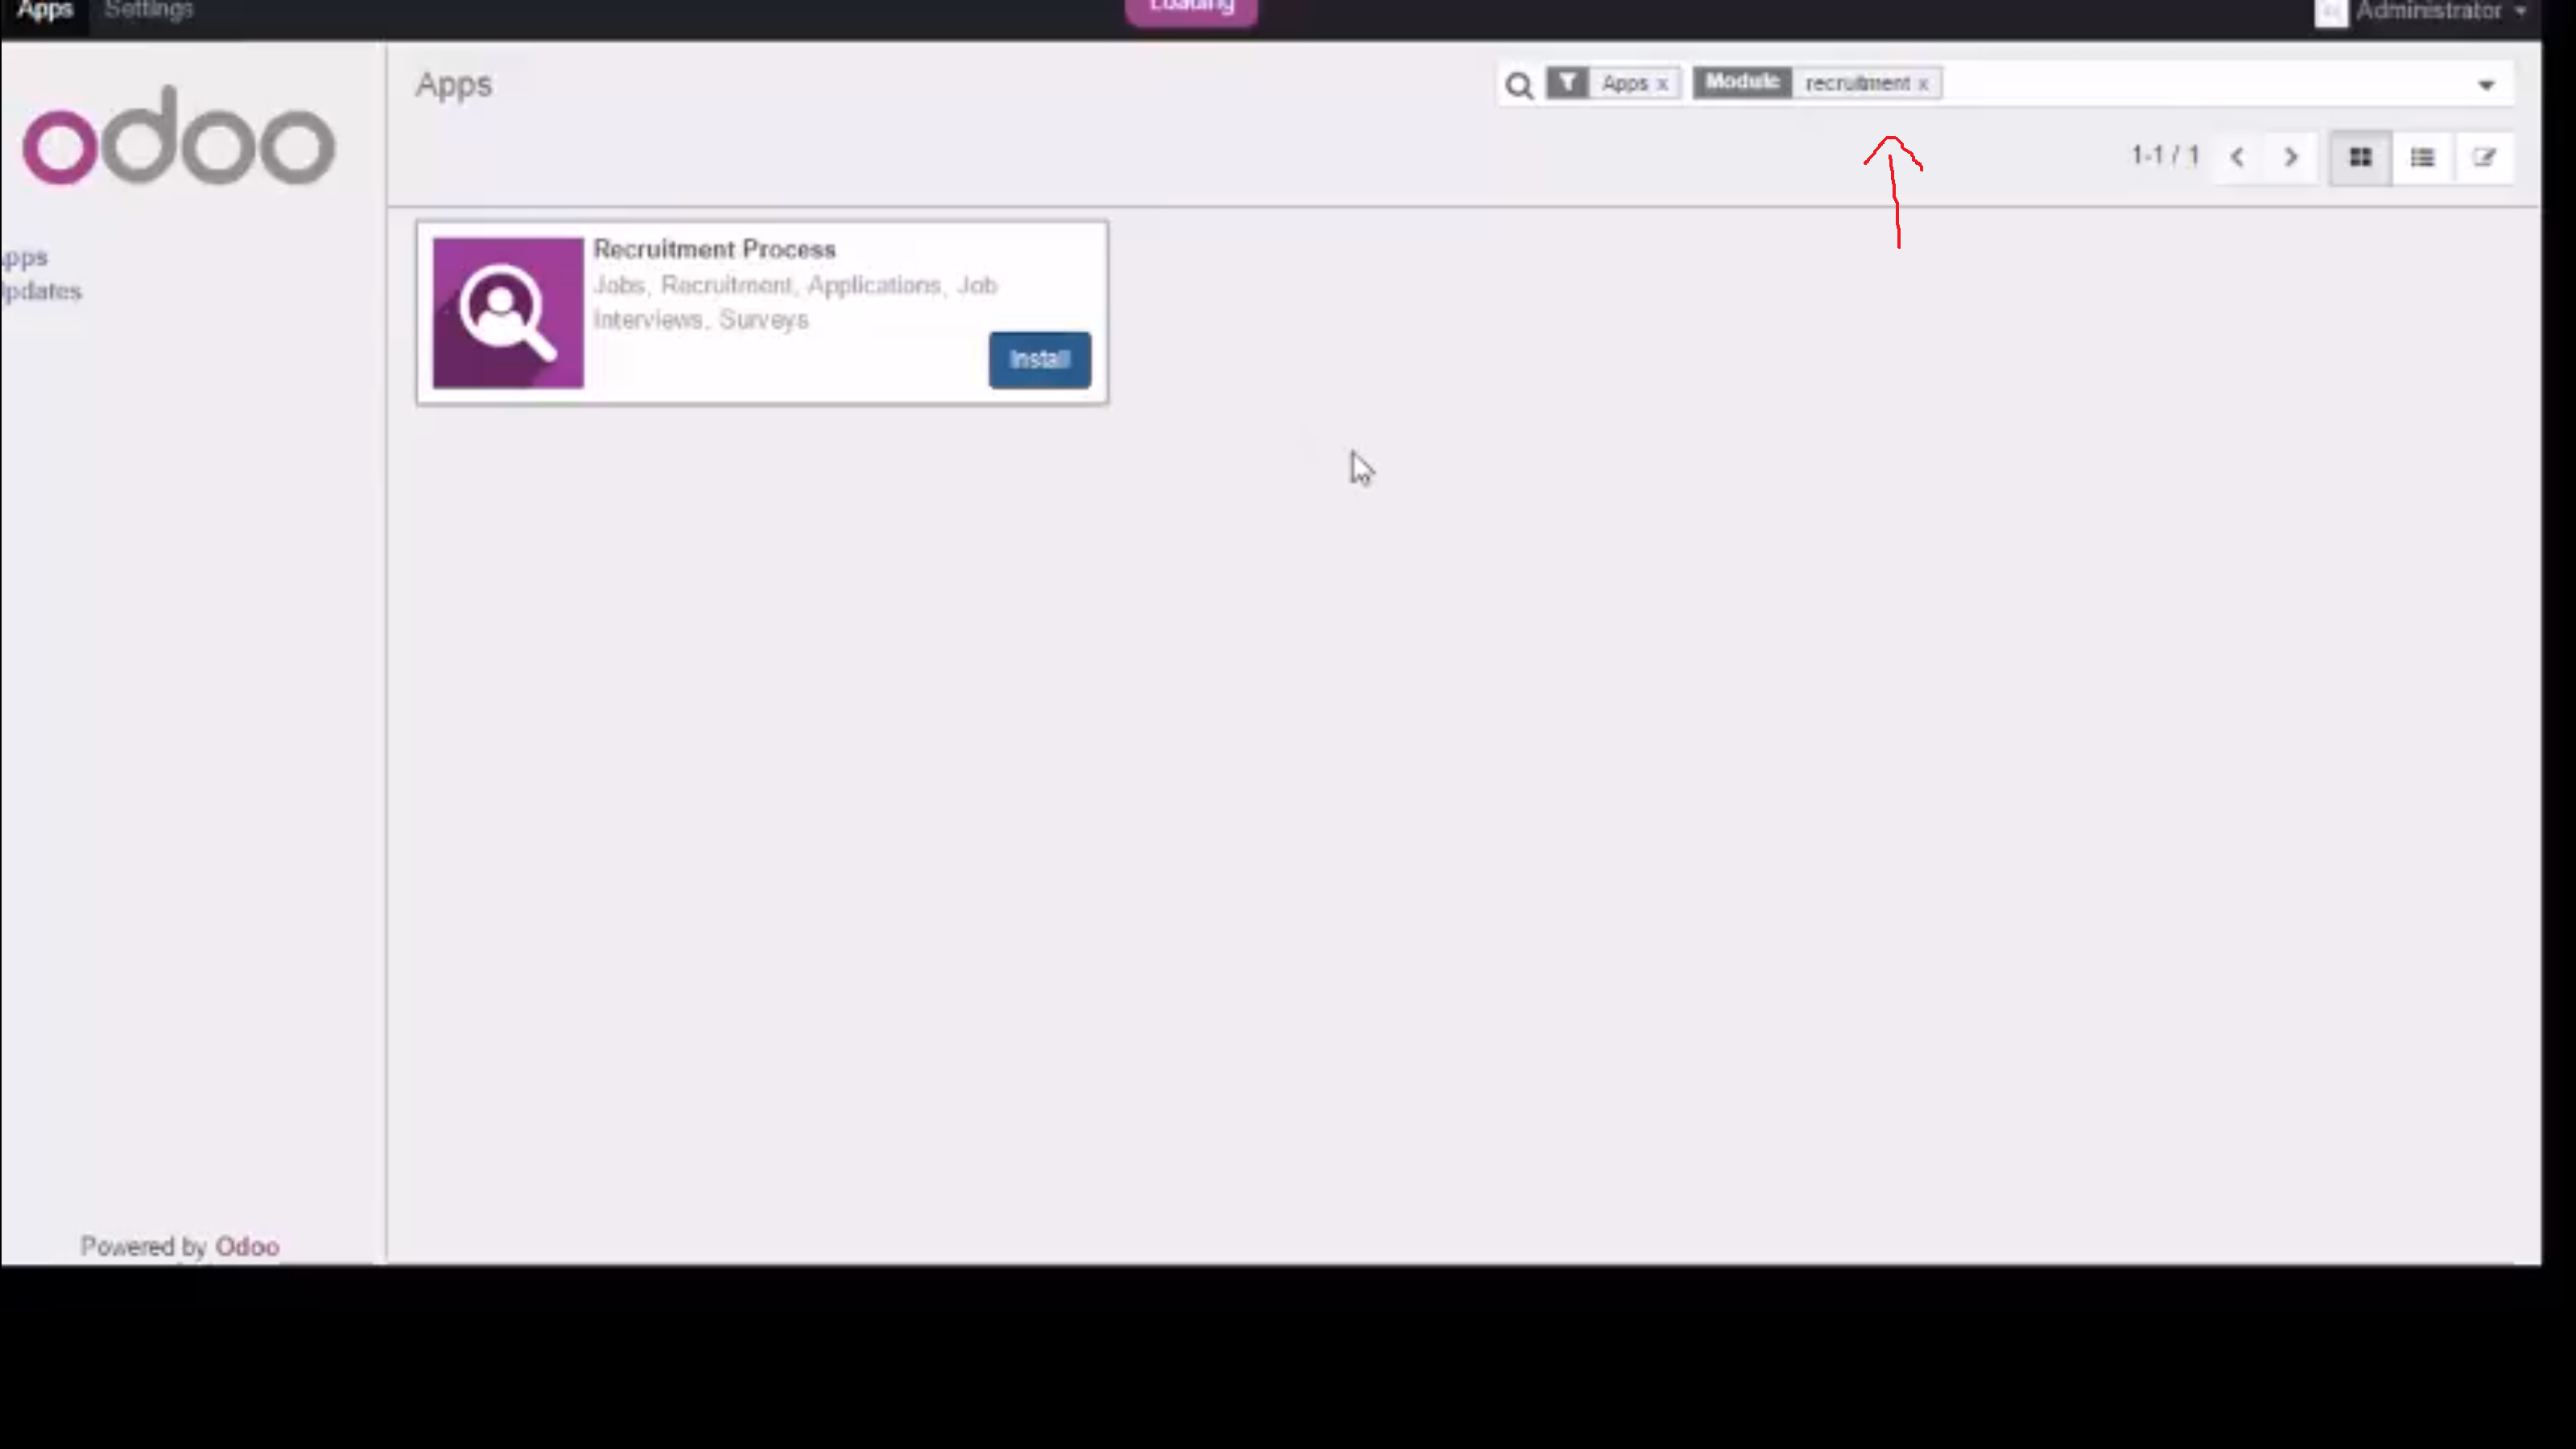 Apps Settings Loading Administrator
odoo
Apps
Apps x Module recruitment x
1-1 / 1
pps
pdates
Recruitment Process
Jobs, Recruitment, Applications, Job
Interviews, Surveys
Install
Powered by Odoo